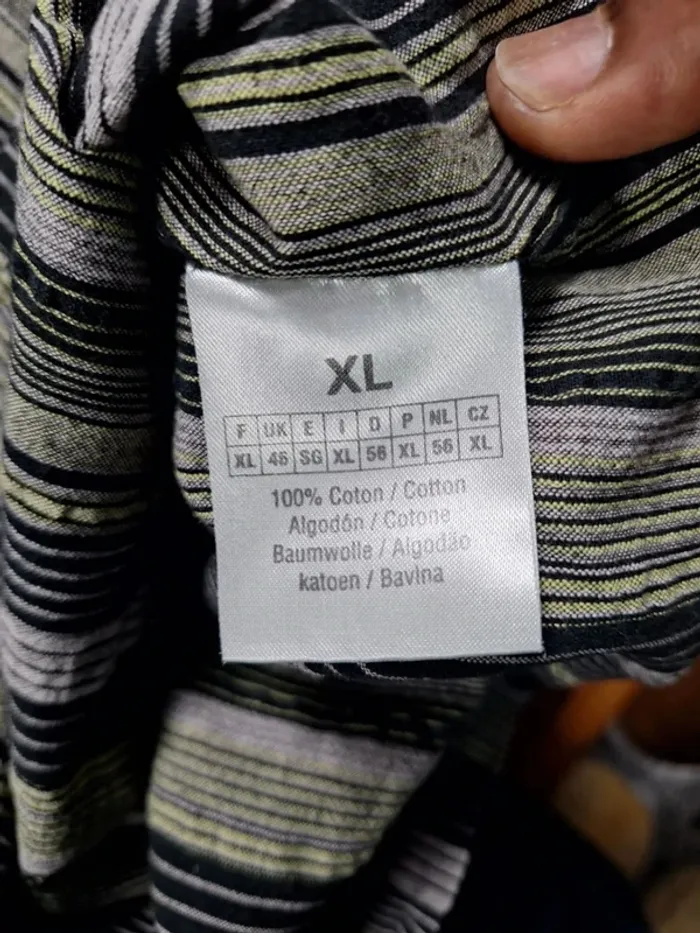 XL
F UK E I D P NL CZ
XL 46 SG XL 56 XL 56 XL
100% Coton / Cotton
Algodón / Cotone
Baumwolle / Algodão
katoen / Bavlna